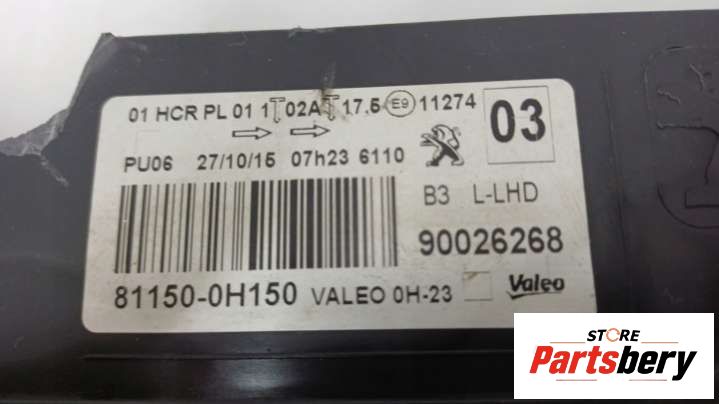 01 HCR PL 01 1T 02A T 17.5 E9 11274
03
PU06 27/10/15 07h23 6110
B3 L-LHD
90026268
81150-0H150 VALEO 0H-23 Valeo
STORE
Partsbery